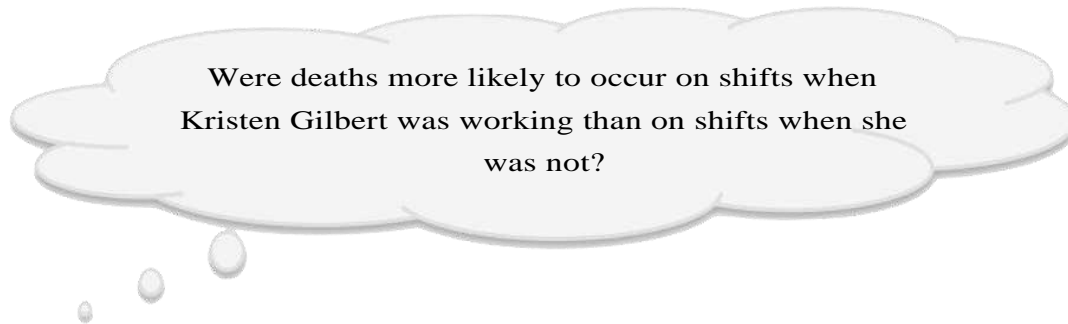 Were deaths more likely to occur on shifts when
Kristen Gilbert was working than on shifts when she
was not?